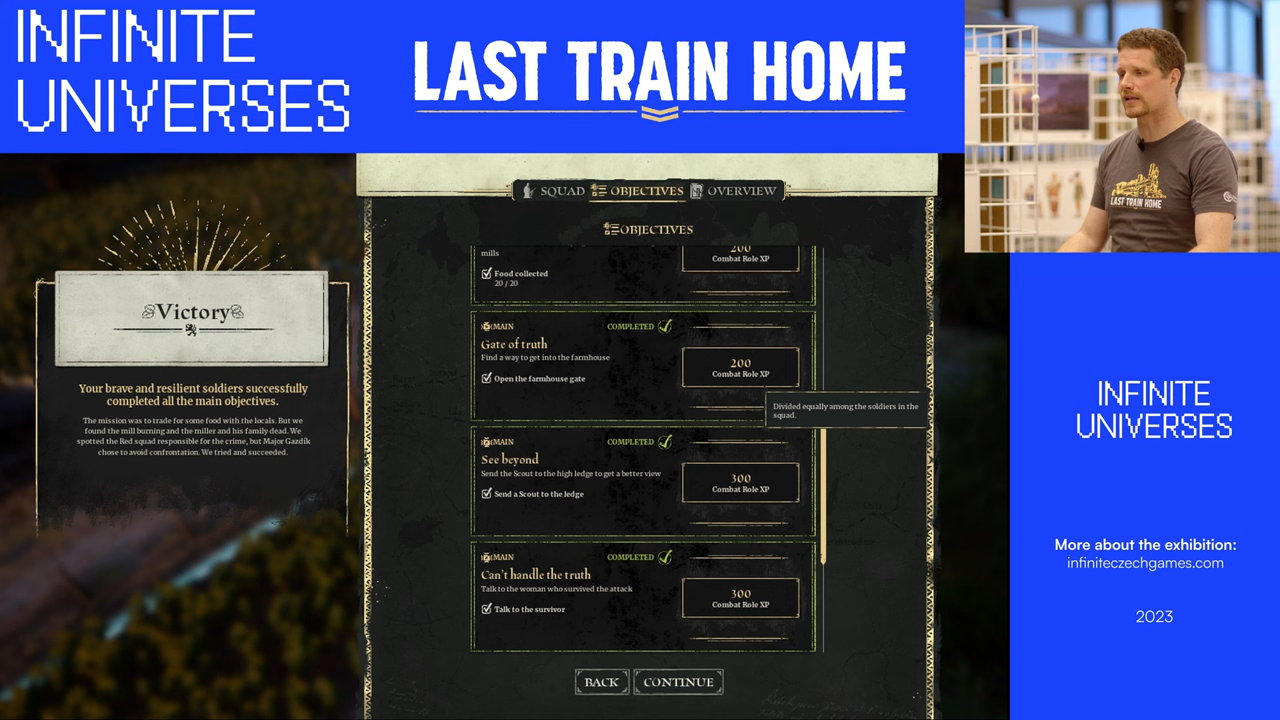 INFINITE
UNIVERSES
LAST TRAIN HOME
LAST TRAIN HOME
SQUAD OBJECTIVES OVERVIEW
OBJECTIVES
mills
Food collected
20 / 20
200
Combat Role XP
Victory
Your brave and resilient soldiers successfully
completed all the main objectives.
The mission was to trade for some food with the locals. But we
found the mill burning and the miller and his family dead. We
spotted the Red squad responsible for the crime, but Major Gazdík
chose to avoid confrontation. We tried and succeeded.
MAIN COMPLETED
Gate of truth
Find a way to get into the farmhouse
Open the farmhouse gate
200
Combat Role XP
Divided equally among the soldiers in the
squad.
MAIN COMPLETED
See beyond
Send the Scout to the high ledge to get a better view
Send a Scout to the ledge
300
Combat Role XP
MAIN COMPLETED
Can't handle the truth
Talk to the woman who survived the attack
Talk to the survivor
300
Combat Role XP
BACK CONTINUE
INFINITE
UNIVERSES
More about the exhibition:
infiniteczechgames.com
2023